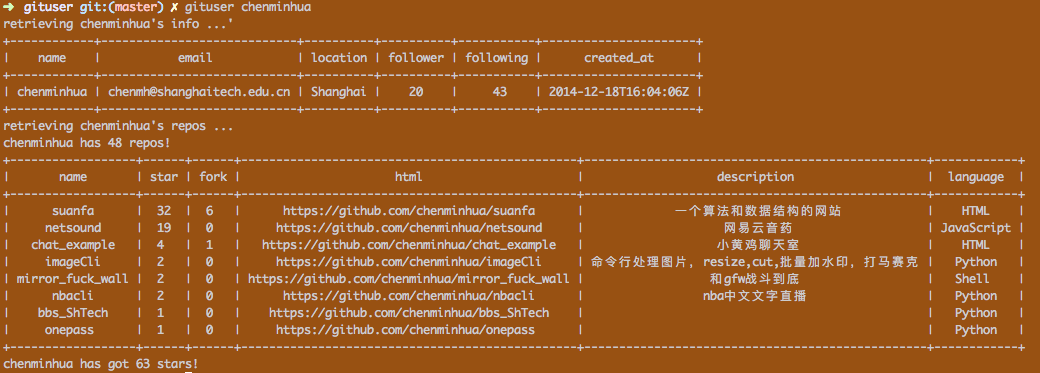 ➜ gituser git:(master) ✗ gituser chenminhua
retrieving chenminhua's info ...'
| name | email | location | follower | following | created_at |
| chenminhua | chenmh@shanghaitech.edu.cn | Shanghai | 20 | 43 | 2014-12-18T16:04:06Z |
retrieving chenminhua's repos ...
chenminhua has 48 repos!
| name | star | fork | html | description | language |
| suanfa | 32 | 6 | https://github.com/chenminhua/suanfa | 一个算法和数据结构的网站 | HTML |
| netsound | 19 | 0 | https://github.com/chenminhua/netsound | 网易云音药 | JavaScript |
| chat_example | 4 | 1 | https://github.com/chenminhua/chat_example | 小黄鸡聊天室 | HTML |
| imageCli | 2 | 0 | https://github.com/chenminhua/imageCli | 命令行处理图片, resize,cut,批量加水印, 打马赛克 | Python |
| mirror_fuck_wall | 2 | 0 | https://github.com/chenminhua/mirror_fuck_wall | 和gfw战斗到底 | Shell |
| nbacli | 2 | 0 | https://github.com/chenminhua/nbacli | nba中文文字直播 | Python |
| bbs_ShTech | 1 | 0 | https://github.com/chenminhua/bbs_ShTech | | Python |
| onepass | 1 | 0 | https://github.com/chenminhua/onepass | | Python |
chenminhua has got 63 stars!